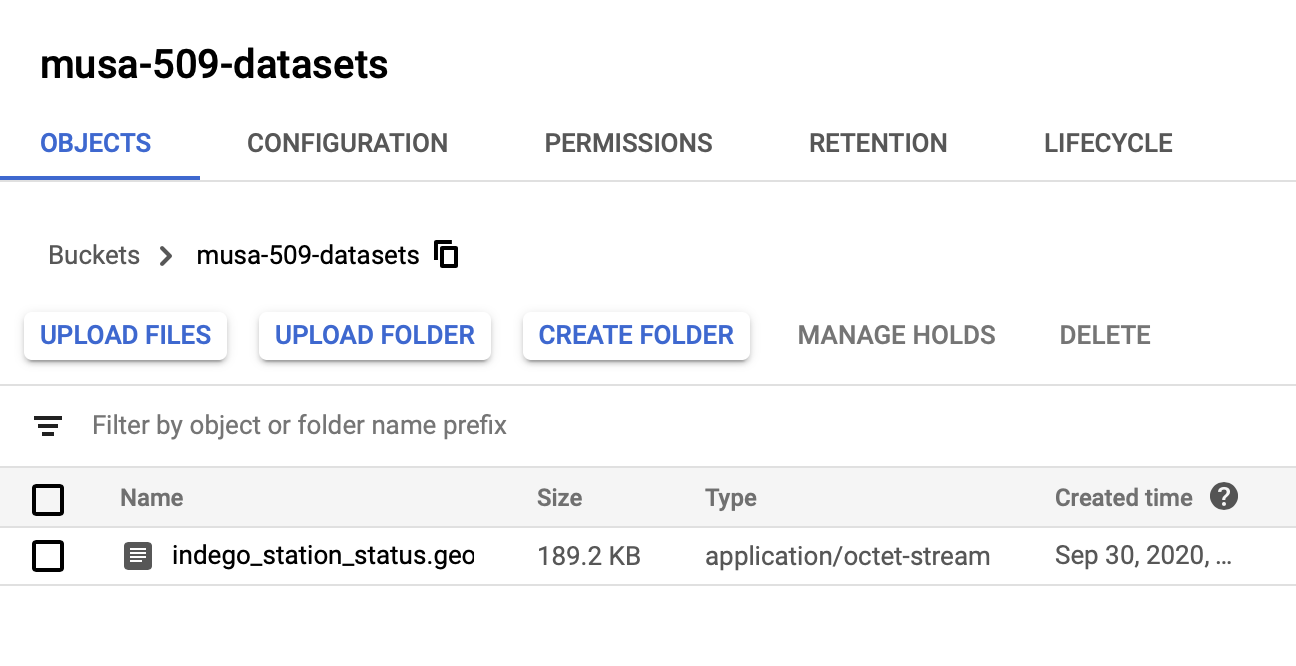 musa-509-datasets
OBJECTS CONFIGURATION PERMISSIONS RETENTION LIFECYCLE
Buckets musa-509-datasets
UPLOAD FILES UPLOAD FOLDER CREATE FOLDER MANAGE HOLDS DELETE
Filter by object or folder name prefix
Name Size Type Created time ?
indego_station_status.geo 189.2 KB application/octet-stream Sep 30, 2020, ...